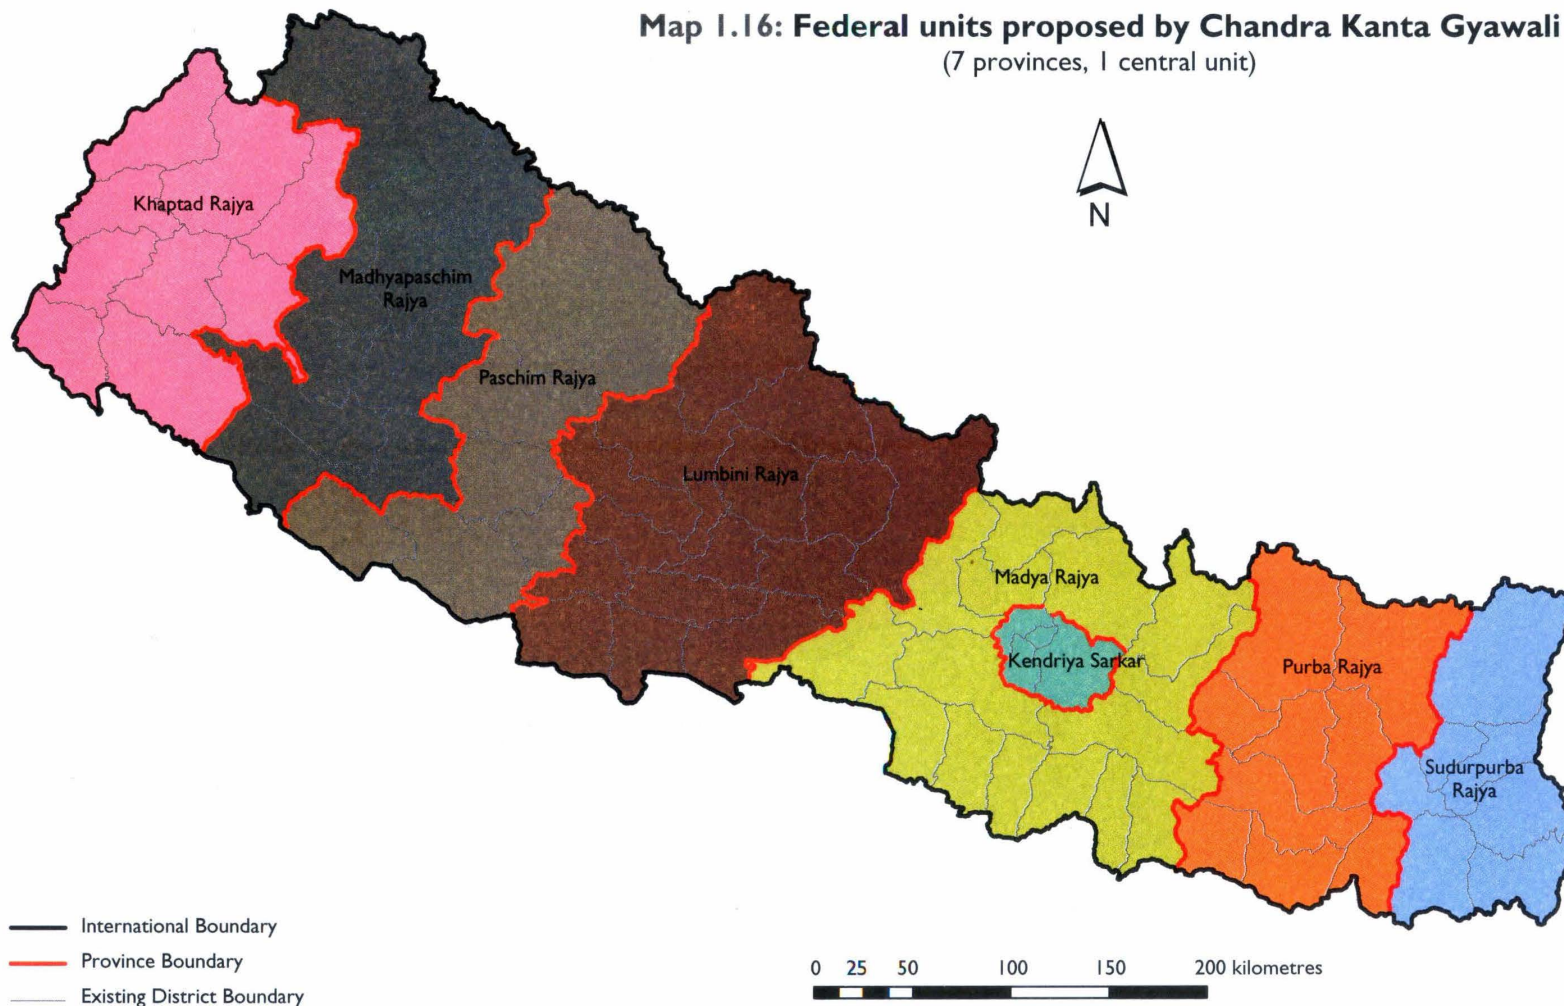 Map 1.16: Federal units proposed by Chandra Kanta Gyawali
(7 provinces, 1 central unit)
N
Khaptad Rajya
Madhyapaschim
Rajya
Paschim Rajya
Lumbini Rajya
Madya Rajya
Kendriya Sarkar
Purba Rajya
Sudurpurba
Rajya
International Boundary
Province Boundary
Existing District Boundary
0 25 50 100 150 200 kilometres